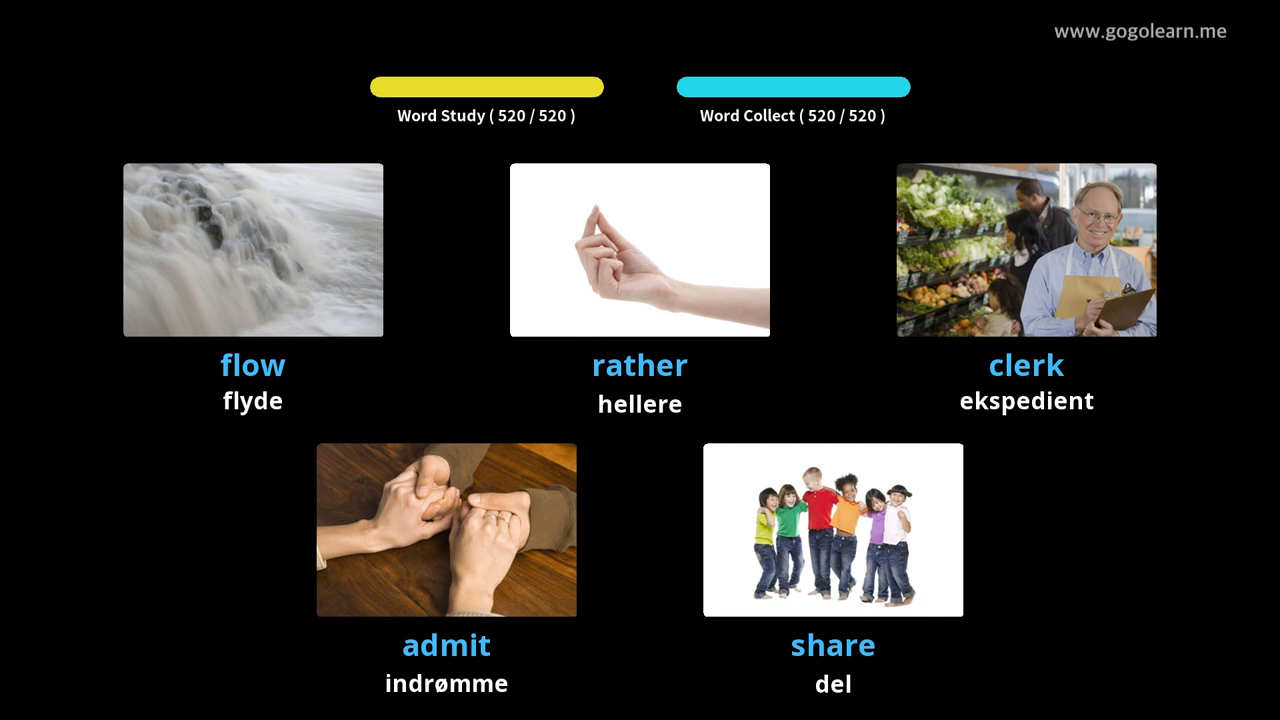 www.gogolearn.me
Word Study ( 520 / 520 )
Word Collect ( 520 / 520 )
flow
flyde
rather
hellere
clerk
ekspedient
admit
indrømme
share
del